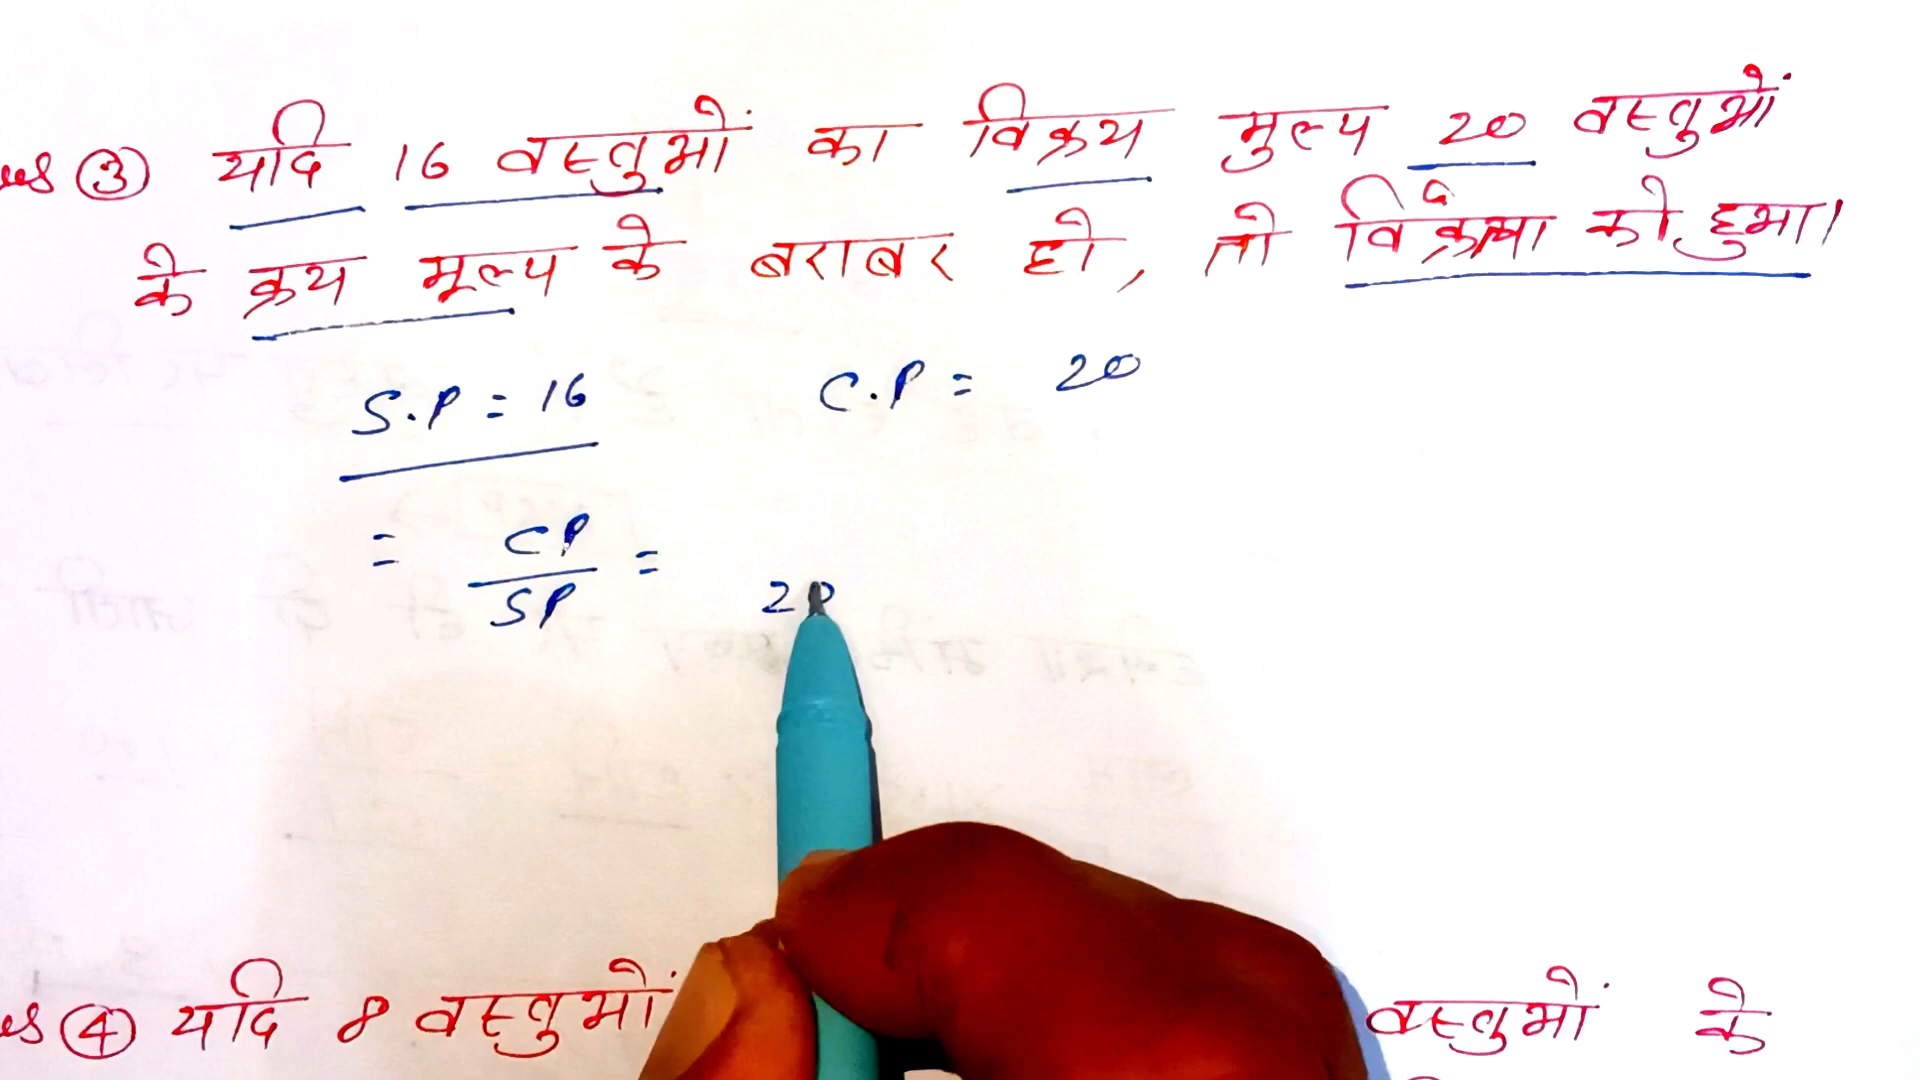 ③ यदि 16 वस्तुओं का विक्रय मुल्य 20 वस्तुओं
के क्रय मूल्य के बराबर हो, तो को हुआ।
S.P = 16 C.P = 20
= CP/SP =
20
④ यदि 8 वस्तुओं वस्तुओं के